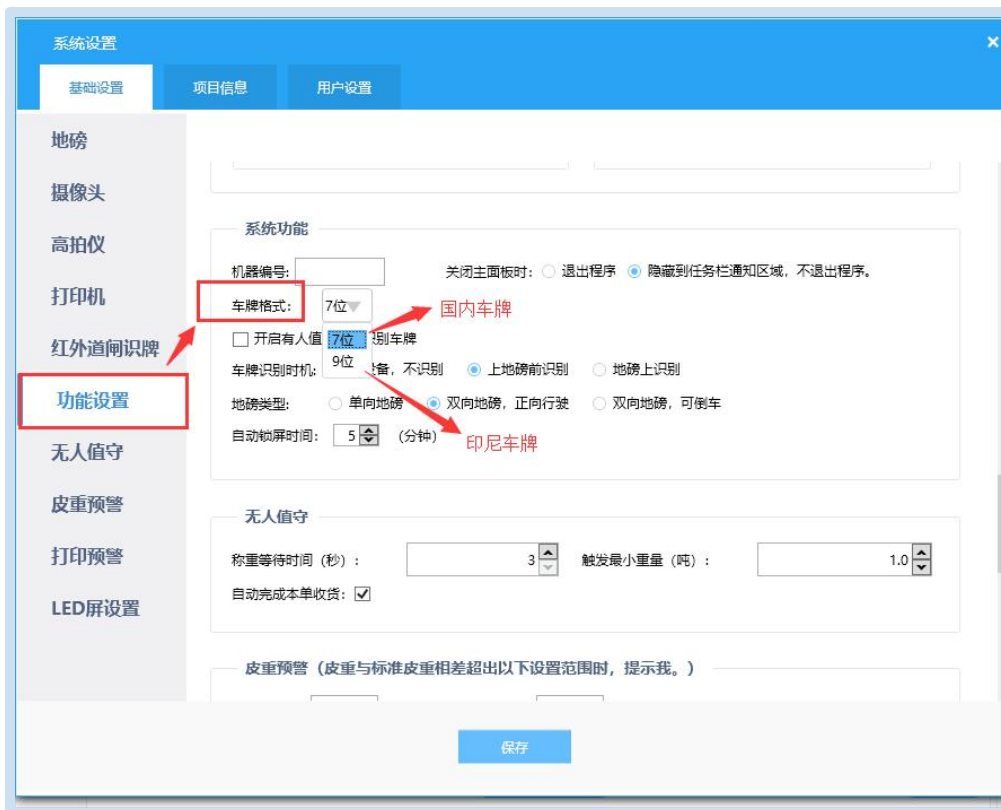 系统设置
基础设置 项目信息 用户设置
地磅
摄像头
高拍仪
打印机
红外道闸识牌
功能设置
无人值守
皮重预警
打印预警
LED屏设置
系统功能
机器编号: 关闭主面板时: 退出程序 隐藏到任务栏通知区域，不退出程序。
车牌格式: 7位 国内车牌
开启有人值 7位 别车牌
车牌识别时机: 9位 备，不识别 上地磅前识别 地磅上识别
地磅类型: 单向地磅 双向地磅，正向行驶 双向地磅，可倒车
自动锁屏时间: 5 (分钟) 印尼车牌
无人值守
称重等待时间（秒）: 3 触发最小重量（吨）: 1.0
自动完成本单收货:
皮重预警（皮重与标准皮重相差超出以下设置范围时，提示我。）
保存